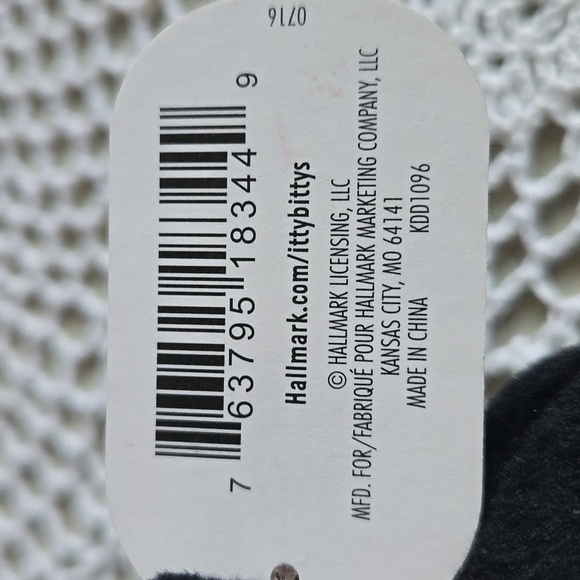 7 63795 18344 9
Hallmark.com/ittybittys
© HALLMARK LICENSING, LLC
MFD. FOR/FABRIQUÉ POUR HALLMARK MARKETING COMPANY, LLC
KANSAS CITY, MO 64141
MADE IN CHINA KDD1096
0716